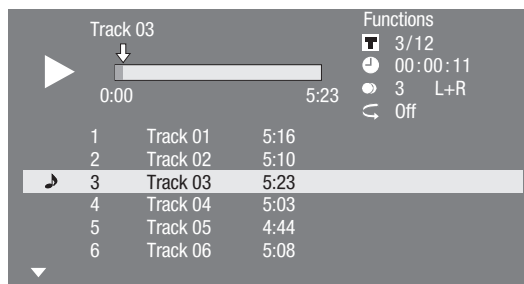 Track 03
0:00 5:23
Functions
T 3/12
00:00:11
3 L+R
Off
1 Track 01 5:16
2 Track 02 5:10
3 Track 03 5:23
4 Track 04 5:03
5 Track 05 4:44
6 Track 06 5:08